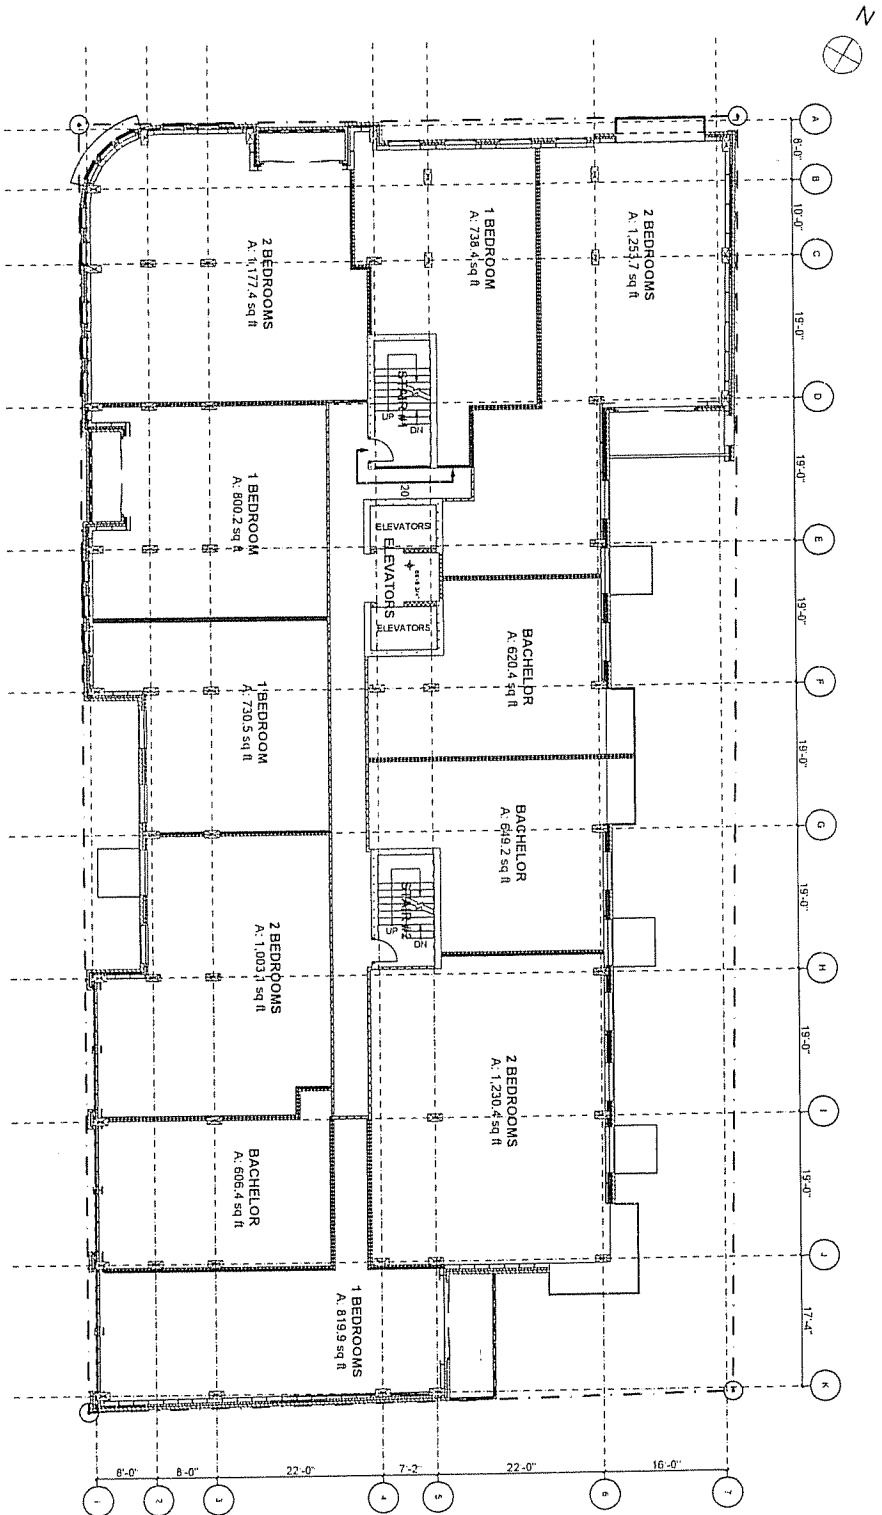 N
A
6'-0"
B
10'-0"
C
19'-0"
D
19'-0"
E
19'-0"
F
19'-0"
G
19'-0"
H
19'-0"
I
19'-0"
J
17'-4"
K
2 BEDROOMS
A: 1,177.4 sq ft
1 BEDROOM
A: 738.4 sq ft
2 BEDROOMS
A: 1,253.7 sq ft
STAIR #1
UP
DN
20
1 BEDROOM
A: 800.2 sq ft
ELEVATORS
ELEVATORS
ELEVATORS
BACHELOR
A: 620.4 sq ft
1 BEDROOM
A: 730.5 sq ft
BACHELOR
A: 649.2 sq ft
STAIR #2
UP
DN
2 BEDROOMS
A: 1,003.1 sq ft
2 BEDROOMS
A: 1,230.4 sq ft
BACHELOR
A: 606.4 sq ft
1 BEDROOMS
A: 819.9 sq ft
8'-0"
8'-0"
22'-0"
7'-2"
22'-0"
16'-0"
1
2
3
4
5
6
7